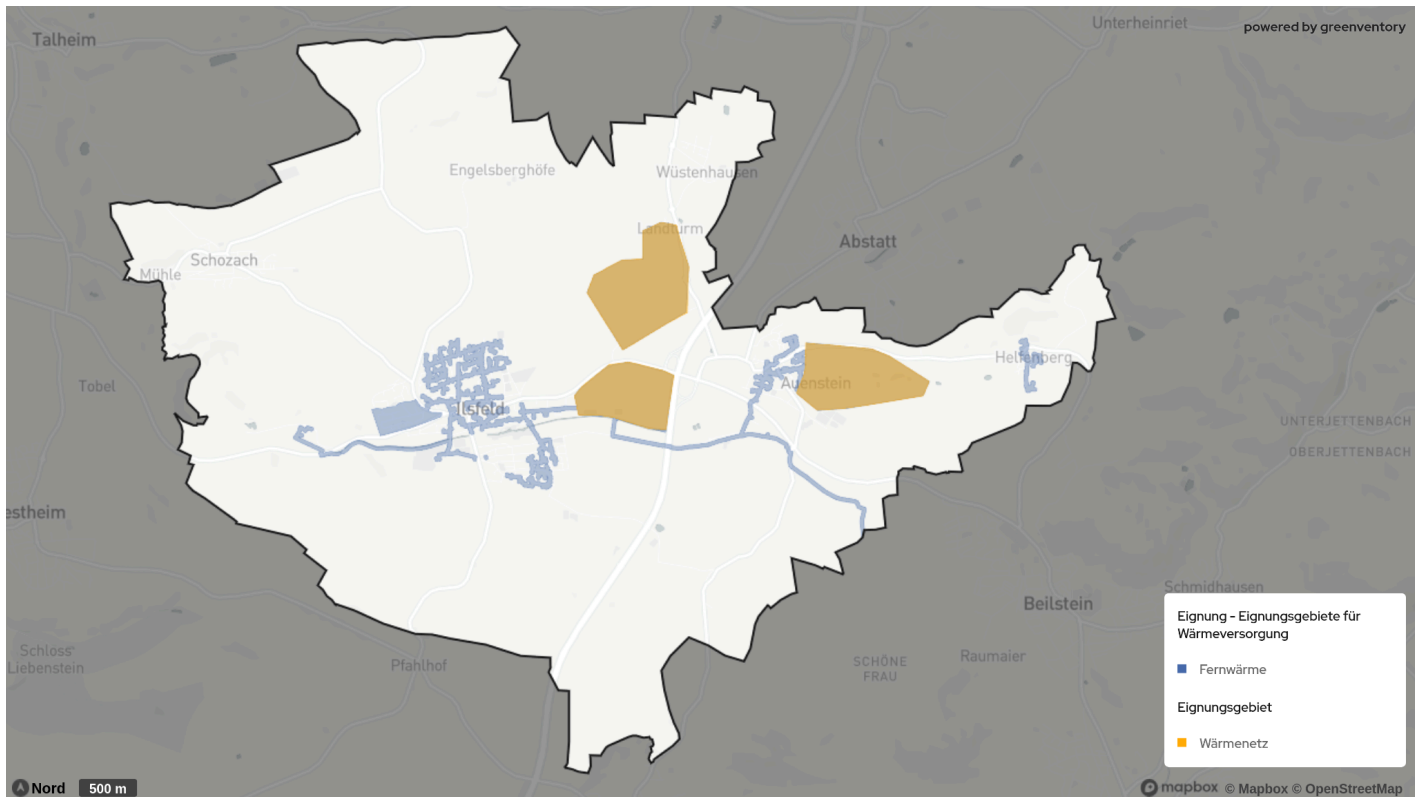 Talheim
Unterheinriet
powered by greenventory
Engelsberghöfe
Wüstenhausen
Landturm
Abstatt
Schozach
Mühle
Helfenberg
Tobel
Auenstein
Ilsfeld
UNTERJETTENBACH
OBERJETTENBACH
estheim
Schmidhausen
Beilstein
Schloss
Liebenstein
Pfahlhof
SCHÖNE
FRAU
Raumaier
Eignung - Eignungsgebiete für
Wärmeversorgung
Fernwärme
Eignungsgebiet
Wärmenetz
Nord
500 m
mapbox © Mapbox © OpenStreetMap